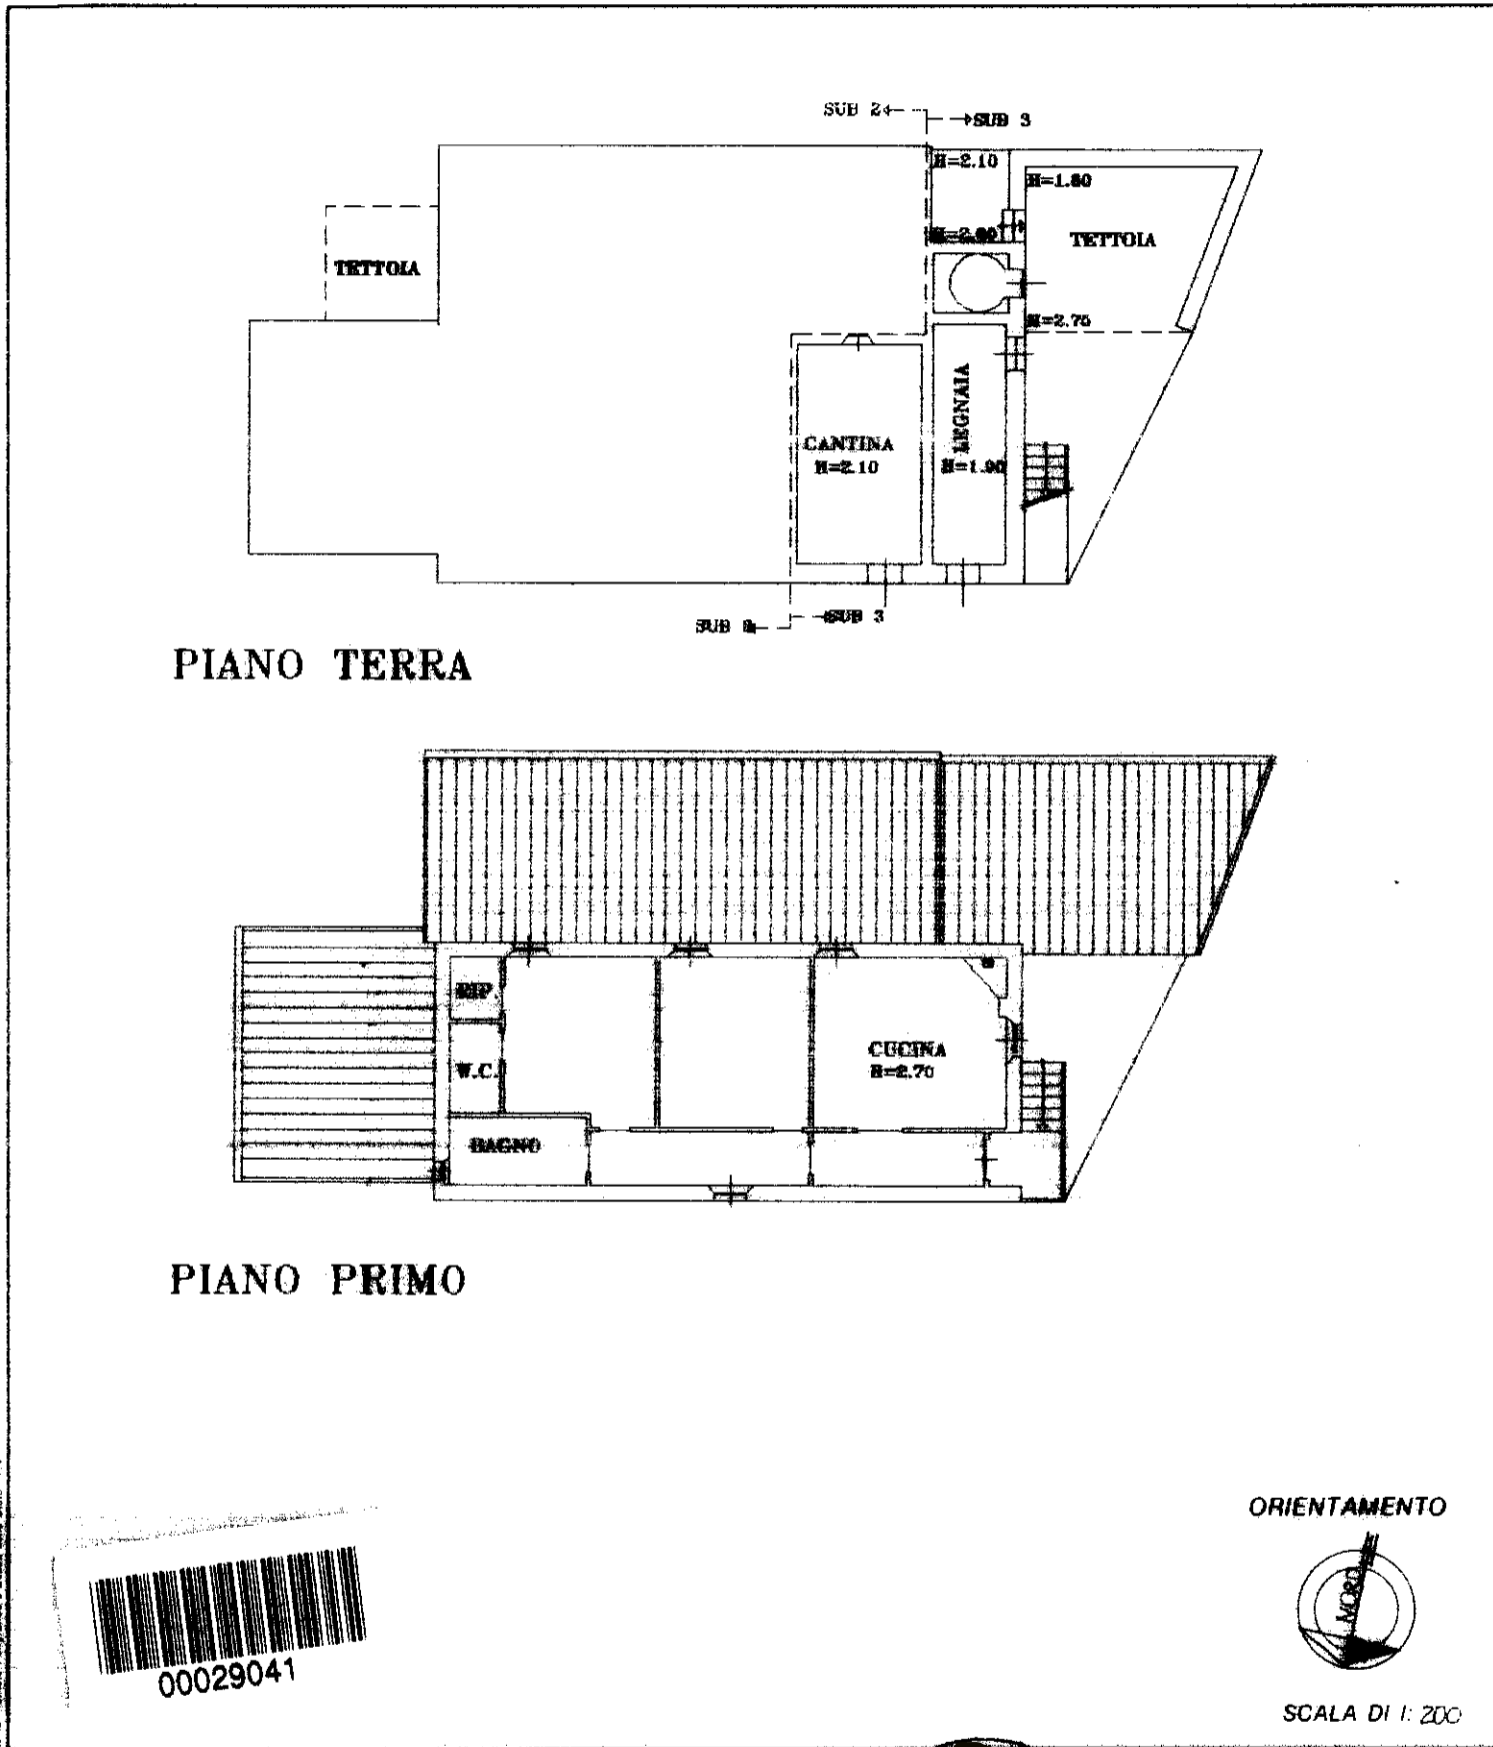 SUB 2
SUB 3
H=2.10
H=1.80
TETTOIA
TETTOIA
H=2.75
LEGNAIA
CANTINA
H=2.10
H=1.90
SUB 3
SUB
PIANO TERRA
RIP.
W.C.
CUCINA
H=2.70
BAGNO
PIANO PRIMO
ORIENTAMENTO
NORD
00029041
SCALA DI 1: 200